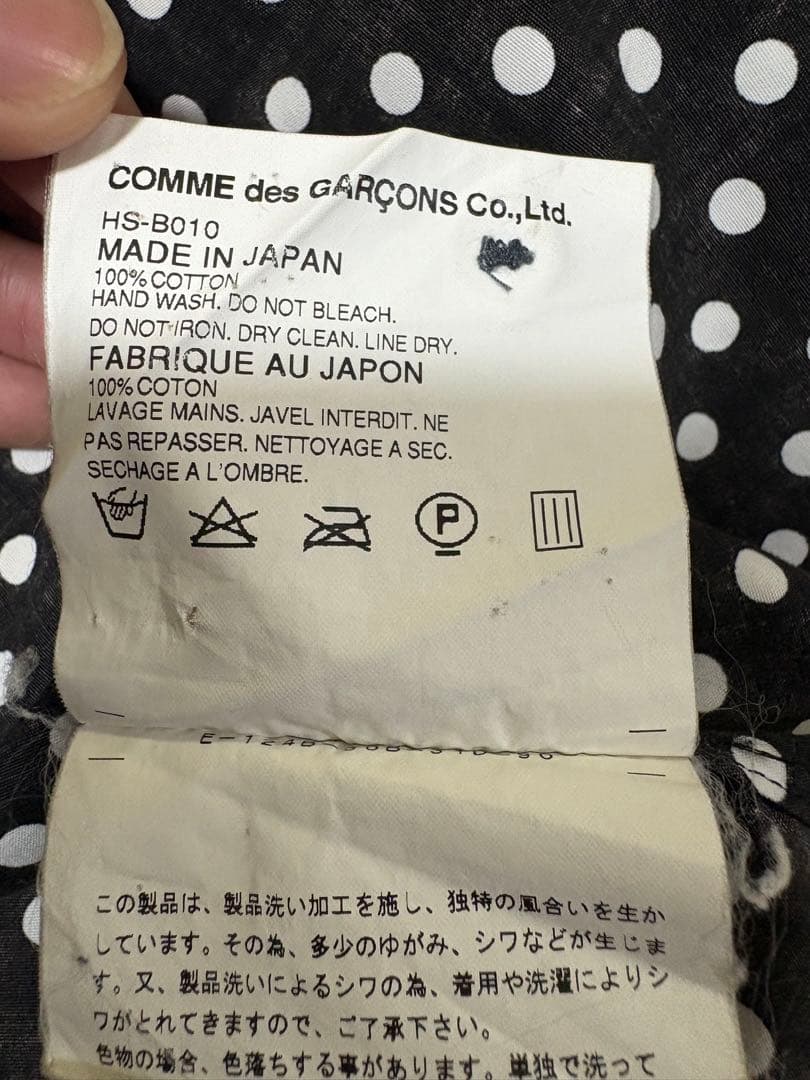 COMME des GARÇONS Co.,Ltd.
HS-B010
MADE IN JAPAN
100% COTTON
HAND WASH. DO NOT BLEACH.
DO NOT IRON. DRY CLEAN. LINE DRY.
FABRIQUE AU JAPON
100% COTON
LAVAGE MAINS. JAVEL INTERDIT. NE
PAS REPASSER. NETTOYAGE A SEC.
SECHAGE A L'OMBRE.
P
この製品は、製品洗い加工を施し、独特の風合いを生か
しています。その為、多少のゆがみ、シワなどが生じま
す。又、製品洗いによるシワの為、着用や洗濯によりシ
ワがとれてきますので、ご了承下さい。
色物の場合、色落ちする事があります。単独で洗って